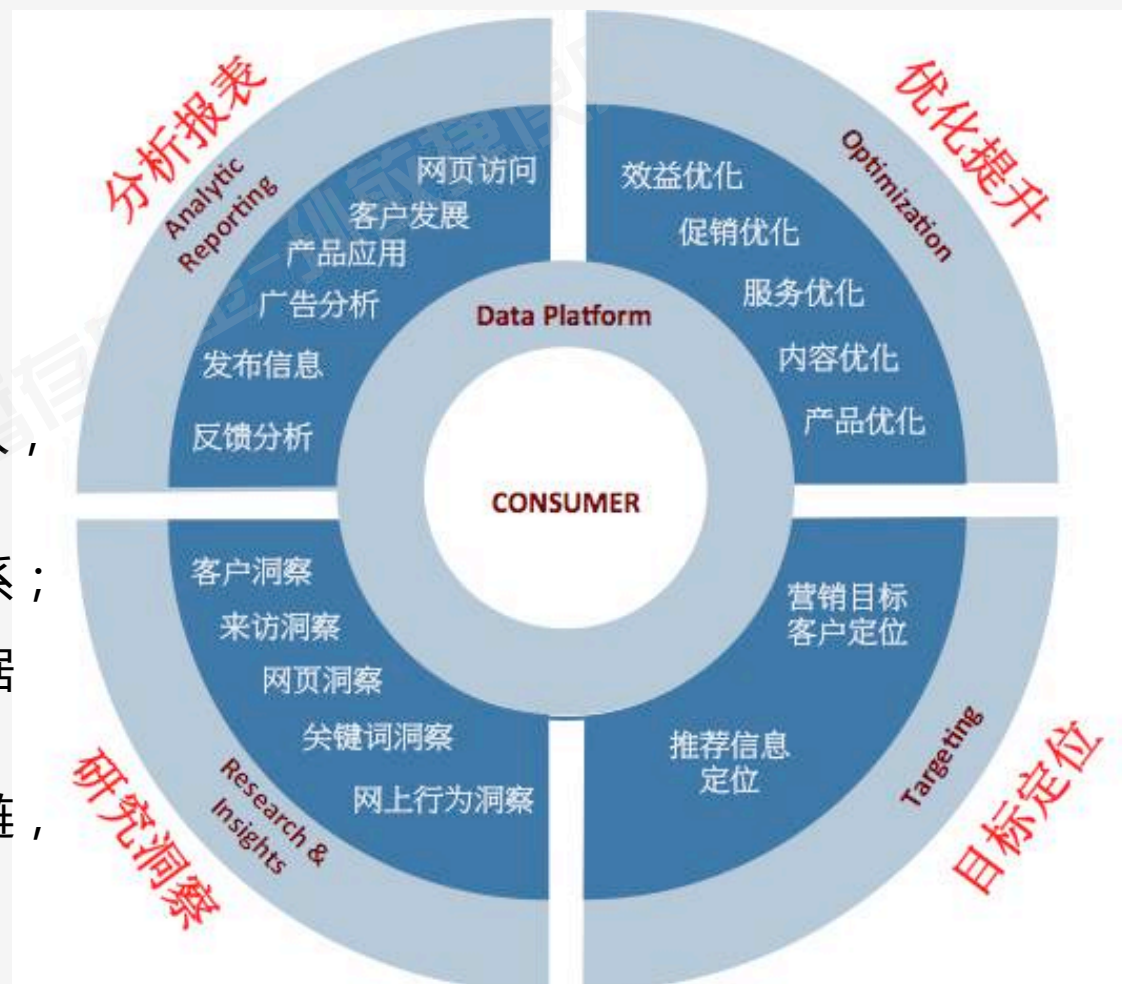 分析报表
Analytic
Reporting
网页访问
客户发展
产品应用
广告分析
发布信息
反馈分析
优化提升
Optimization
效益优化
促销优化
服务优化
内容优化
产品优化
Data Platform
CONSUMER
研究洞察
Research &
Insights
客户洞察
来访洞察
网页洞察
关键词洞察
网上行为洞察
目标定位
Targeting
营销目标
客户定位
推荐信息
定位